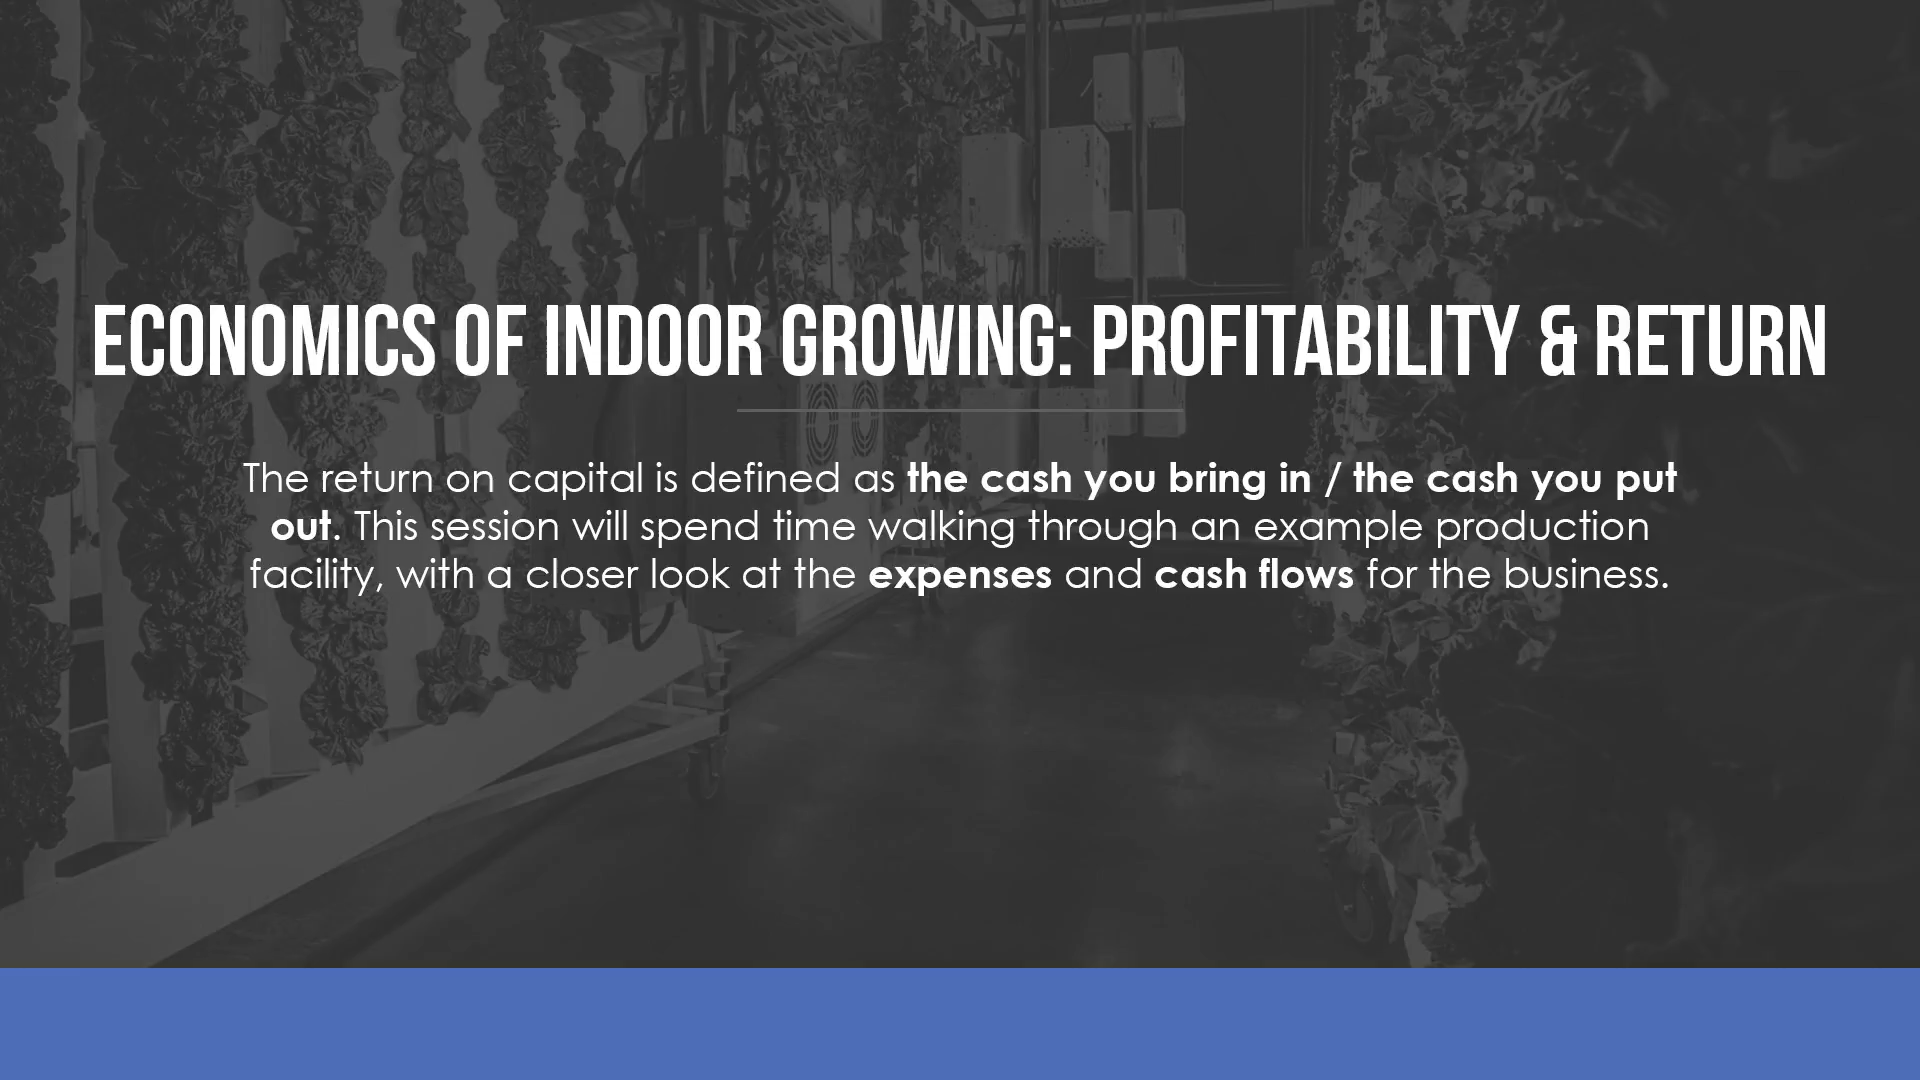 ECONOMICS OF INDOOR GROWING: PROFITABILITY & RETURN
The return on capital is defined as the cash you bring in / the cash you put
out. This session will spend time walking through an example production
facility, with a closer look at the expenses and cash flows for the business.